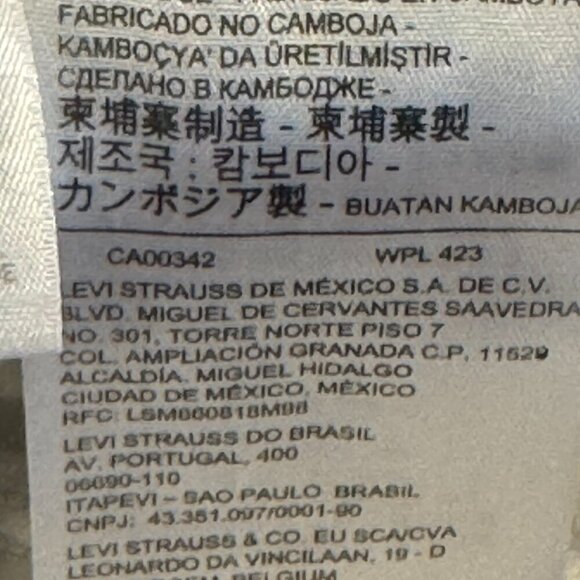 FABRICADO NO CAMBOJA -
KAMBOÇYA' DA ÜRETİLMİŞTİR -
СДЕЛАНО В КАМБОДЖЕ -
柬埔寨制造 - 柬埔寨製 -
제조국 : 캄보디아 -
カンボジア製 - BUATAN KAMBOJA
CA00342 WPL 423
LEVI STRAUSS DE MÉXICO S.A. DE C.V.
BLVD. MIGUEL DE CERVANTES SAAVEDRA
NO. 301, TORRE NORTE PISO 7
COL. AMPLIACIÓN GRANADA C.P. 11529
ALCALDÍA. MIGUEL HIDALGO
CIUDAD DE MÉXICO, MÉXICO
RFC: LSM860818M98
LEVI STRAUSS DO BRASIL
AV. PORTUGAL, 400
06690-110
ITAPEVI – SAO PAULO BRASIL
CNPJ: 43.351.097/0001-90
LEVI STRAUSS & CO. EU SCA/CVA
LEONARDO DA VINCILAAN, 19 - D
BELGIUM